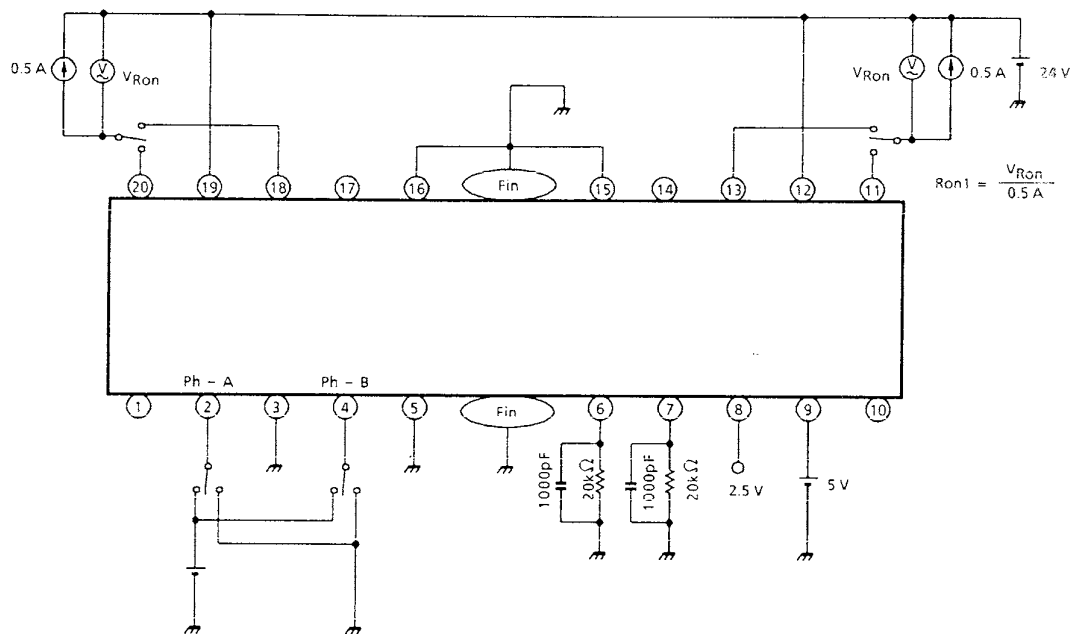 0.5 A
V
VRon
VRon
V
0.5 A
24 V
20
19
18
17
16
Fin
15
14
13
12
11
Ron1 = VRon / 0.5 A
Ph – A
Ph – B
1
2
3
4
5
Fin
6
7
8
9
10
1000pF
20kΩ
1000pF
20kΩ
2.5 V
5 V